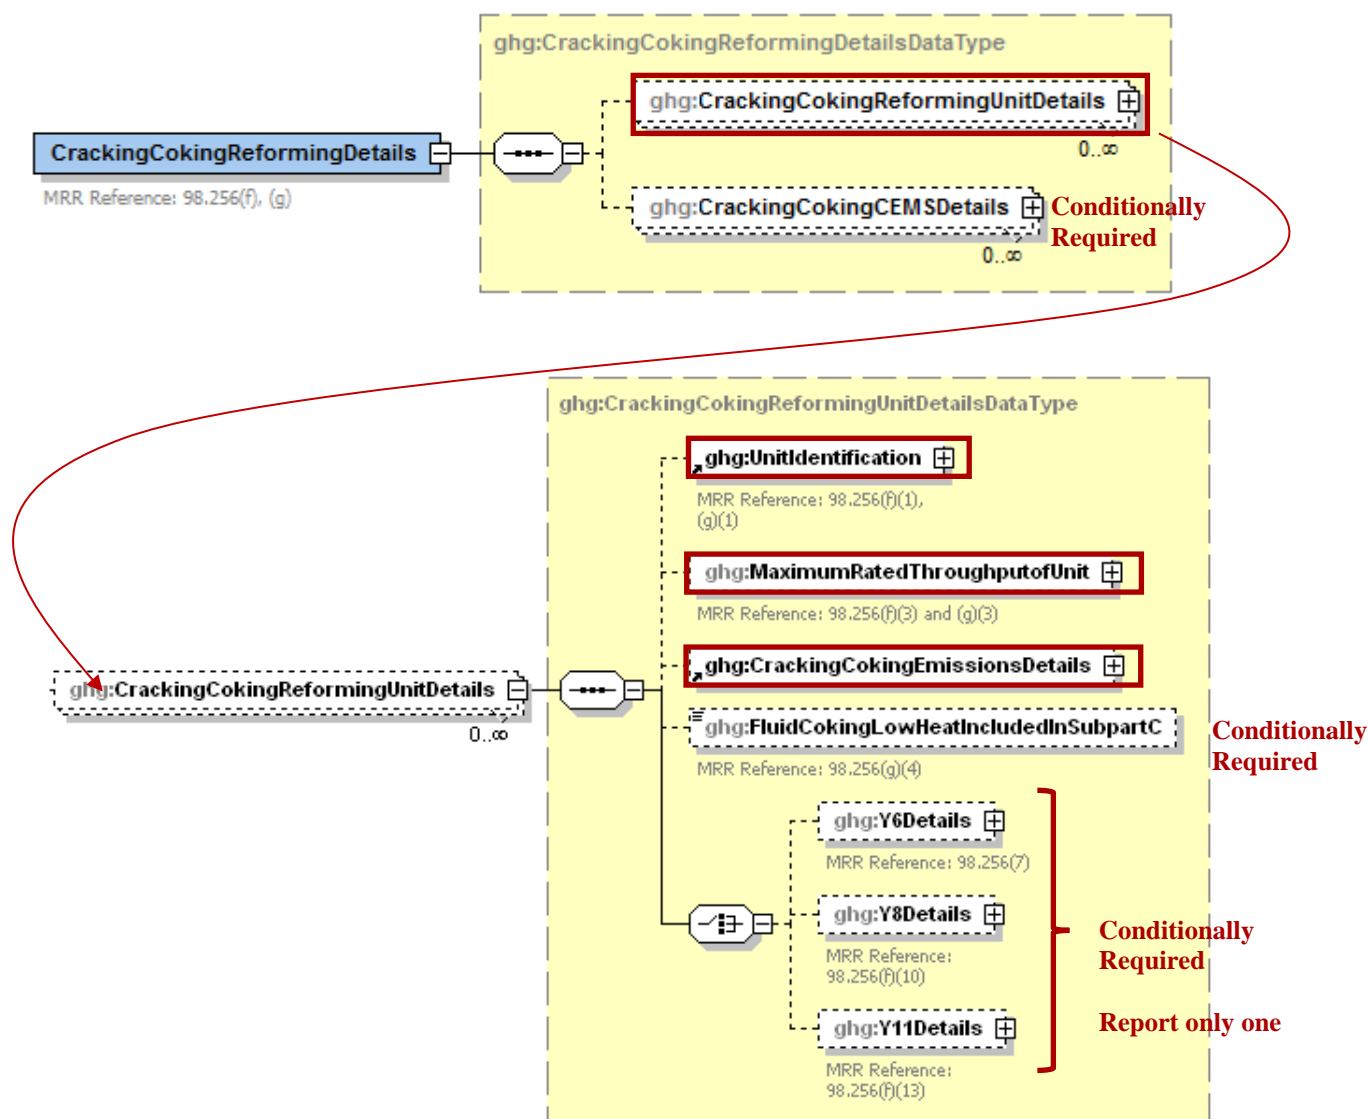 ghg:CrackingCokingReformingDetailsDataType
ghg:CrackingCokingReformingUnitDetails
0..∞
CrackingCokingReformingDetails
MRR Reference: 98.256(f), (g)
ghg:CrackingCokingCEMSDetails
0..∞
Conditionally
Required
ghg:CrackingCokingReformingUnitDetailsDataType
ghg:UnitIdentification
MRR Reference: 98.256(f)(1),
(g)(1)
ghg:MaximumRatedThroughputofUnit
MRR Reference: 98.256(f)(3) and (g)(3)
ghg:CrackingCokingEmissionsDetails
ghg:CrackingCokingReformingUnitDetails
0..∞
ghg:FluidCokingLowHeatIncludedInSubpartC
MRR Reference: 98.256(g)(4)
Conditionally
Required
ghg:Y6Details
MRR Reference: 98.256(7)
ghg:Y8Details
MRR Reference:
98.256(f)(10)
ghg:Y11Details
MRR Reference:
98.256(f)(13)
Conditionally
Required
Report only one